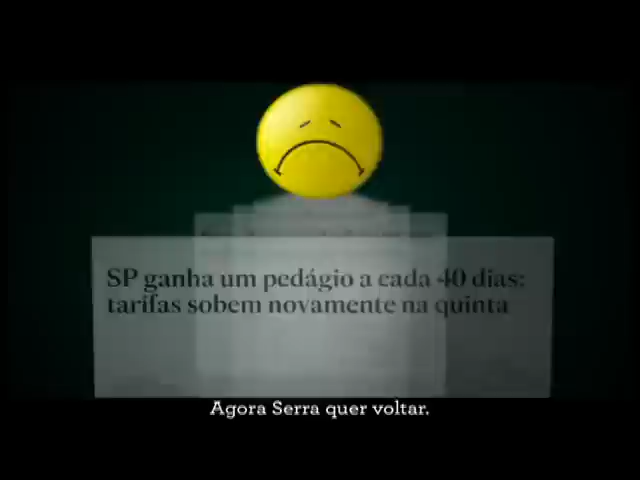 SP ganha um pedágio a cada 40 dias;
tarifas sobem novamente na quinta
Agora Serra quer voltar.